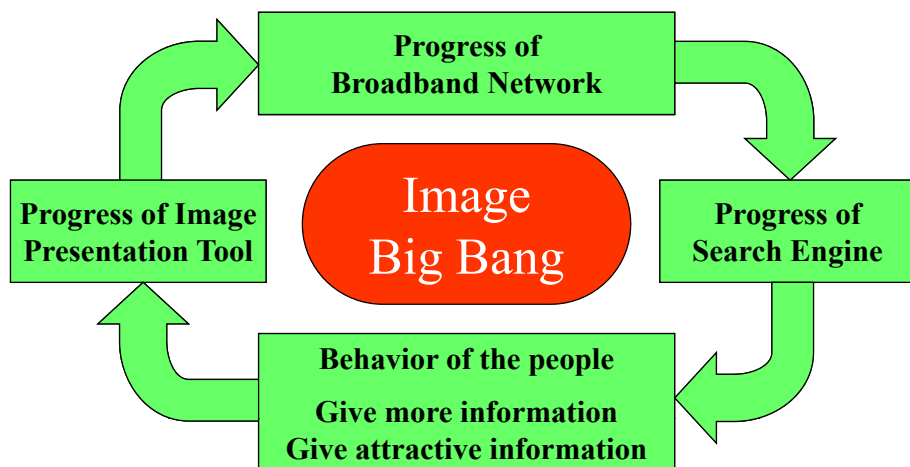 Progress of
Broadband Network
Progress of Image
Presentation Tool
Image
Big Bang
Progress of
Search Engine
Behavior of the people
Give more information
Give attractive information